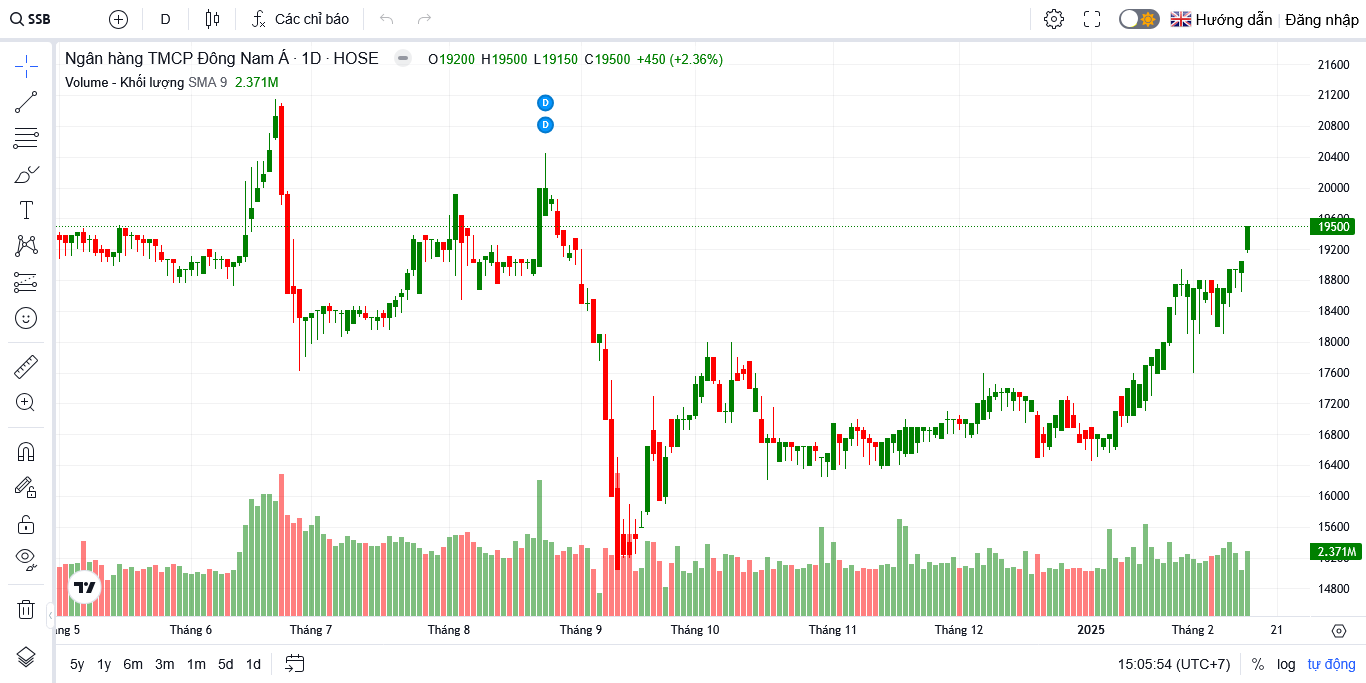 SSB D Các chỉ báo Hướng dẫn Đăng nhập
Ngân hàng TMCP Đông Nam Á · 1D · HOSE O19200 H19500 L19150 C19500 +450 (+2.36%)
Volume - Khối lượng SMA 9 2.371M
D
D
21600
21200
20800
20400
20000
19600
19500
19200
18800
18400
18000
17600
17200
16800
16400
16000
15600
2.371M
14800
Tháng 6 Tháng 7 Tháng 8 Tháng 9 Tháng 10 Tháng 11 Tháng 12 2025 Tháng 2 21
5y 1y 6m 3m 1m 5d 1d 15:05:54 (UTC+7) % log tự động